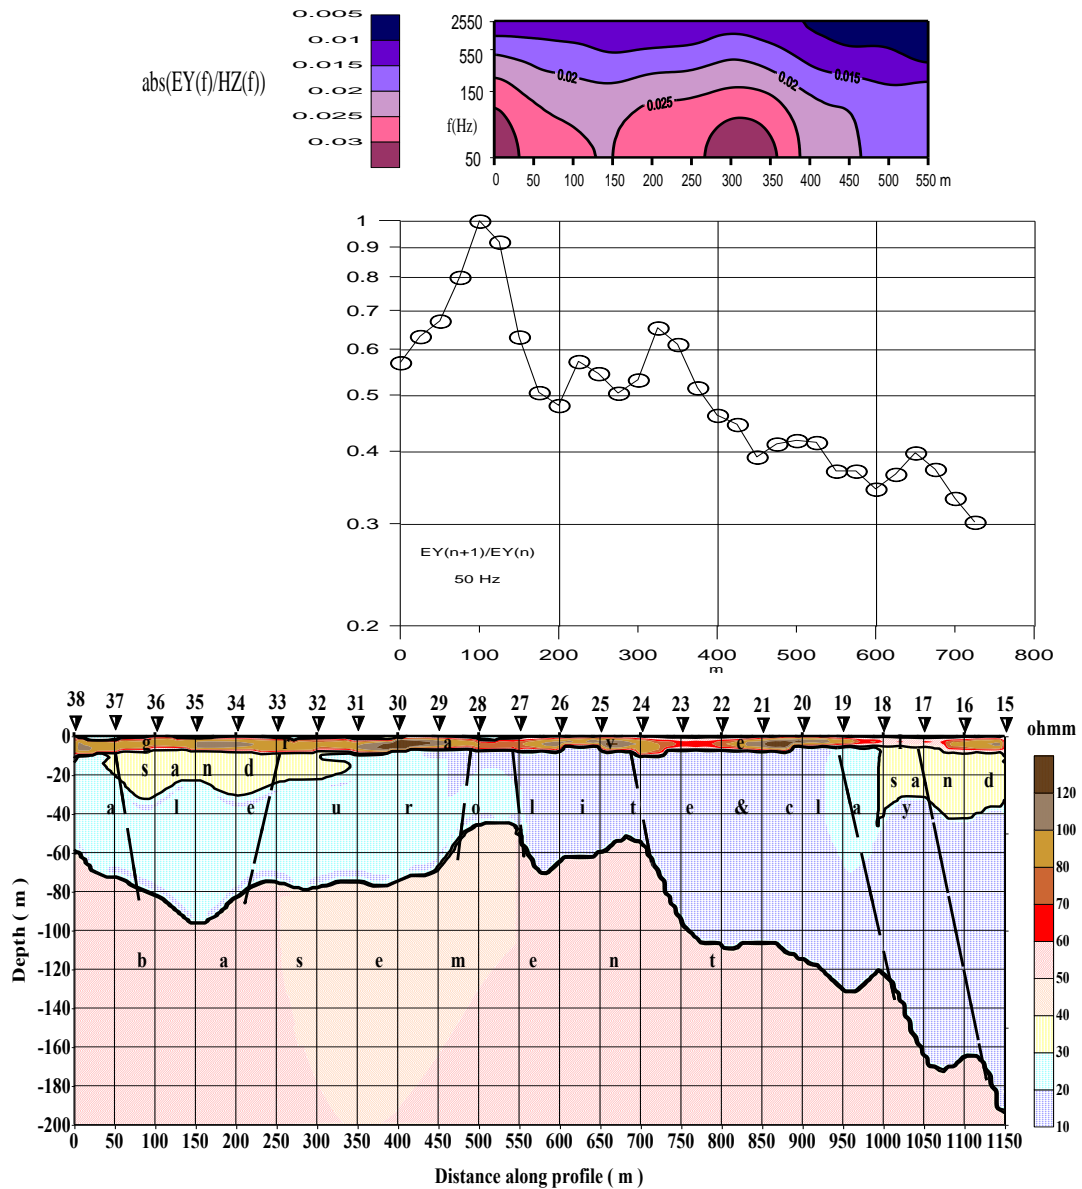 0.005
0.01
0.015
0.02
0.025
0.03
abs(EY(f)/HZ(f))
2550
550
150
50
f(Hz)
0.02
0.025
0.02
0.015
0 50 100 150 200 250 300 350 400 450 500 550 m
1
0.9
0.8
0.7
0.6
0.5
0.4
0.3
0.2
EY(n+1)/EY(n)
50 Hz
0 100 200 300 400 500 600 700 800
m
38 37 36 35 34 33 32 31 30 29 28 27 26 25 24 23 22 21 20 19 18 17 16 15
ohmm
g r a v e l
s a n d
s a n d
a l e u r o l i t e & c l a y
b a s e m e n t
0
-20
-40
-60
-80
-100
-120
-140
-160
-180
-200
Depth ( m )
0 50 100 150 200 250 300 350 400 450 500 550 600 650 700 750 800 850 900 950 1000 1050 1100 1150
Distance along profile ( m )
120
100
80
70
60
50
40
30
20
10